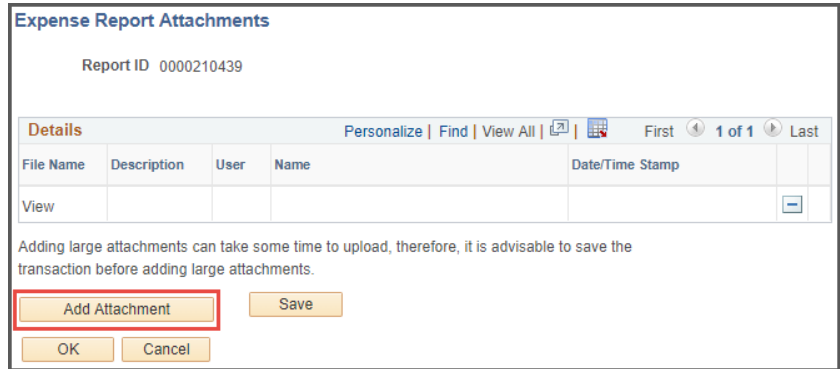 Expense Report Attachments
Report ID 0000210439
Details Personalize | Find | View All | | First 1 of 1 Last
File Name Description User Name Date/Time Stamp
View
Adding large attachments can take some time to upload, therefore, it is advisable to save the
transaction before adding large attachments.
Add Attachment Save
OK Cancel